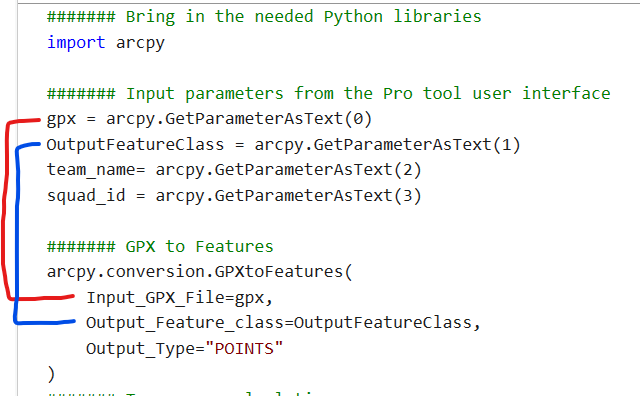 ####### Bring in the needed Python libraries
import arcpy
####### Input parameters from the Pro tool user interface
gpx = arcpy.GetParameterAsText(0)
OutputFeatureClass = arcpy.GetParameterAsText(1)
team_name= arcpy.GetParameterAsText(2)
squad_id = arcpy.GetParameterAsText(3)
####### GPX to Features
arcpy.conversion.GPXtoFeatures(
Input_GPX_File=gpx,
Output_Feature_class=OutputFeatureClass,
Output_Type="POINTS"
)
#######